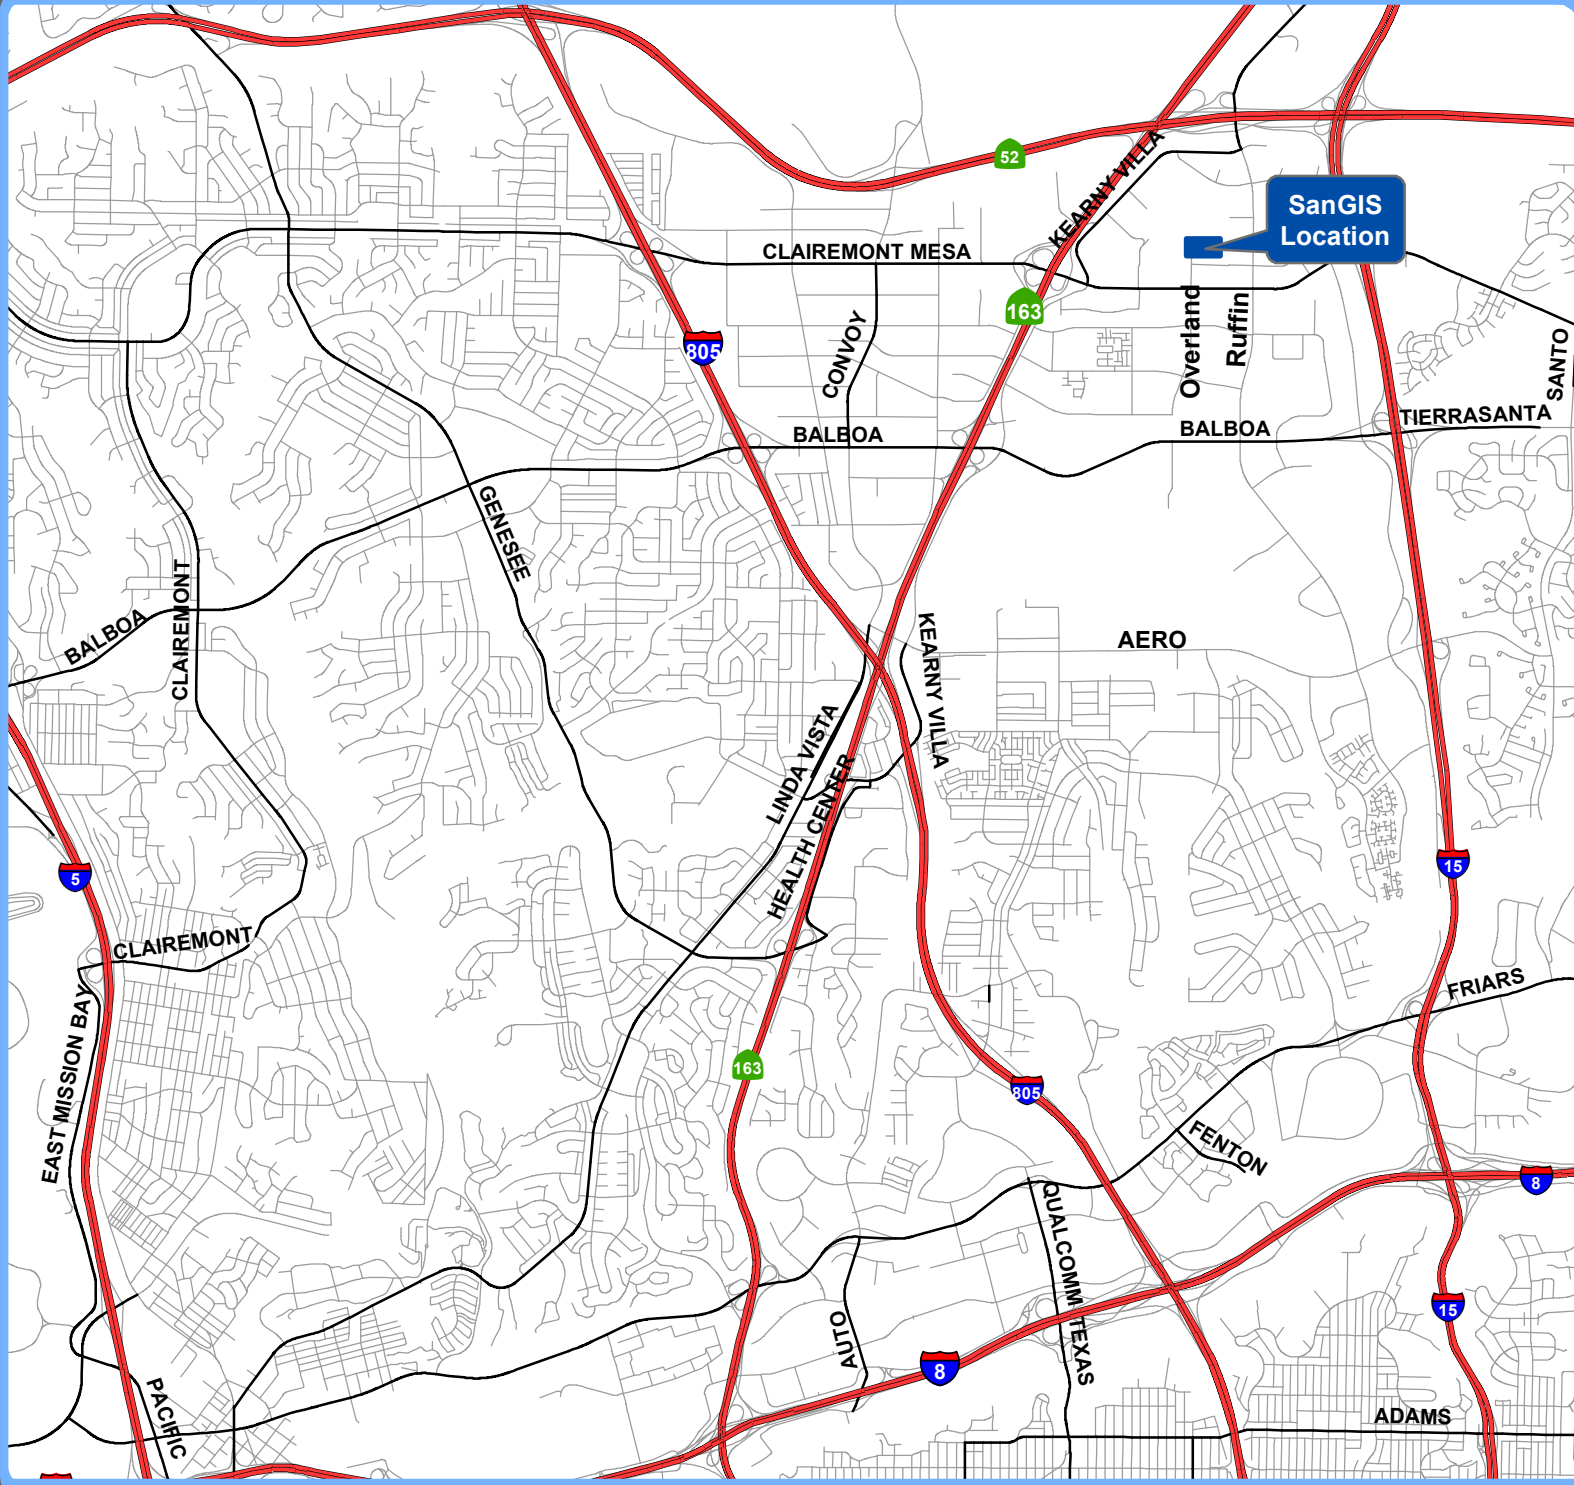 52
KEARNY VILLA
SanGIS
Location
CLAIREMONT MESA
163
Overland
Ruffin
CONVOY
805
SANTO
TIERRASANTA
BALBOA
BALBOA
GENESEE
CLAIREMONT
BALBOA
KEARNY VILLA
AERO
LINDA VISTA
HEALTH CENTER
5
15
CLAIREMONT
FRIARS
EAST MISSION BAY
163
805
FENTON
8
QUALCOMM
TEXAS
15
AUTO
8
PACIFIC
ADAMS